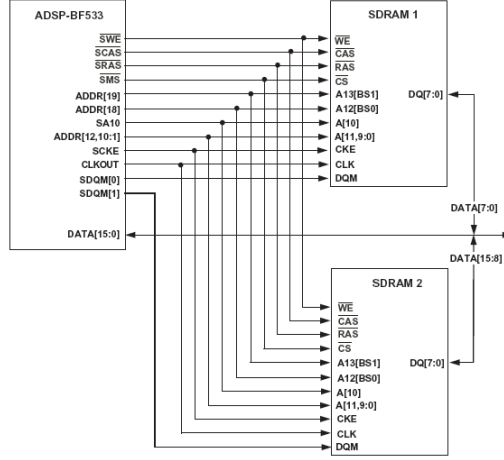 ADSP-BF533
SWE
SCAS
SRAS
SMS
ADDR[19]
ADDR[18]
SA10
ADDR[12,10:1]
SCKE
CLKOUT
SDQM[0]
SDQM[1]
DATA[15:0]
SDRAM 1
WE
CAS
RAS
CS
A13[BS1]
A12[BS0]
A[10]
A[11,9:0]
CKE
CLK
DQM
DQ[7:0]
DATA[7:0]
DATA[15:8]
SDRAM 2
WE
CAS
RAS
CS
A13[BS1]
A12[BS0]
A[10]
A[11,9:0]
CKE
CLK
DQM
DQ[7:0]